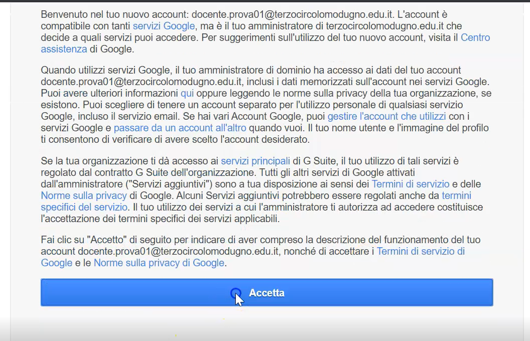 Benvenuto nel tuo nuovo account: docente.prova01@terzocircolomodugno.edu.it. L'account è
compatibile con tanti servizi Google, ma è il tuo amministratore di terzocircolomodugno.edu.it che
decide a quali servizi puoi accedere. Per suggerimenti sull'utilizzo del tuo nuovo account, visita il Centro
assistenza di Google.
Quando utilizzi servizi Google, il tuo amministratore di dominio ha accesso ai dati del tuo account
docente.prova01@terzocircolomodugno.edu.it, inclusi i dati memorizzati sull'account nei servizi Google.
Puoi avere ulteriori informazioni qui oppure leggendo le norme sulla privacy della tua organizzazione, se
esistono. Puoi scegliere di tenere un account separato per l'utilizzo personale di qualsiasi servizio
Google, incluso il servizio email. Se hai vari Account Google, puoi gestire l'account che utilizzi con i
servizi Google e passare da un account all'altro quando vuoi. Il tuo nome utente e l'immagine del profilo
ti consentono di verificare di avere scelto l'account desiderato.
Se la tua organizzazione ti dà accesso ai servizi principali di G Suite, il tuo utilizzo di tali servizi è
regolato dal contratto G Suite dell'organizzazione. Tutti gli altri servizi di Google attivati
dall'amministratore ("Servizi aggiuntivi") sono a tua disposizione ai sensi dei Termini di servizio e delle
Norme sulla privacy di Google. Alcuni Servizi aggiuntivi potrebbero essere regolati anche da termini
specifici del servizio. Il tuo utilizzo dei servizi a cui l'amministratore ti autorizza ad accedere costituisce
l'accettazione dei termini specifici dei servizi applicabili.
Fai clic su "Accetto" di seguito per indicare di aver compreso la descrizione del funzionamento del tuo
account docente.prova01@terzocircolomodugno.edu.it, nonché di accettare i Termini di servizio di
Google e le Norme sulla privacy di Google.
Accetta